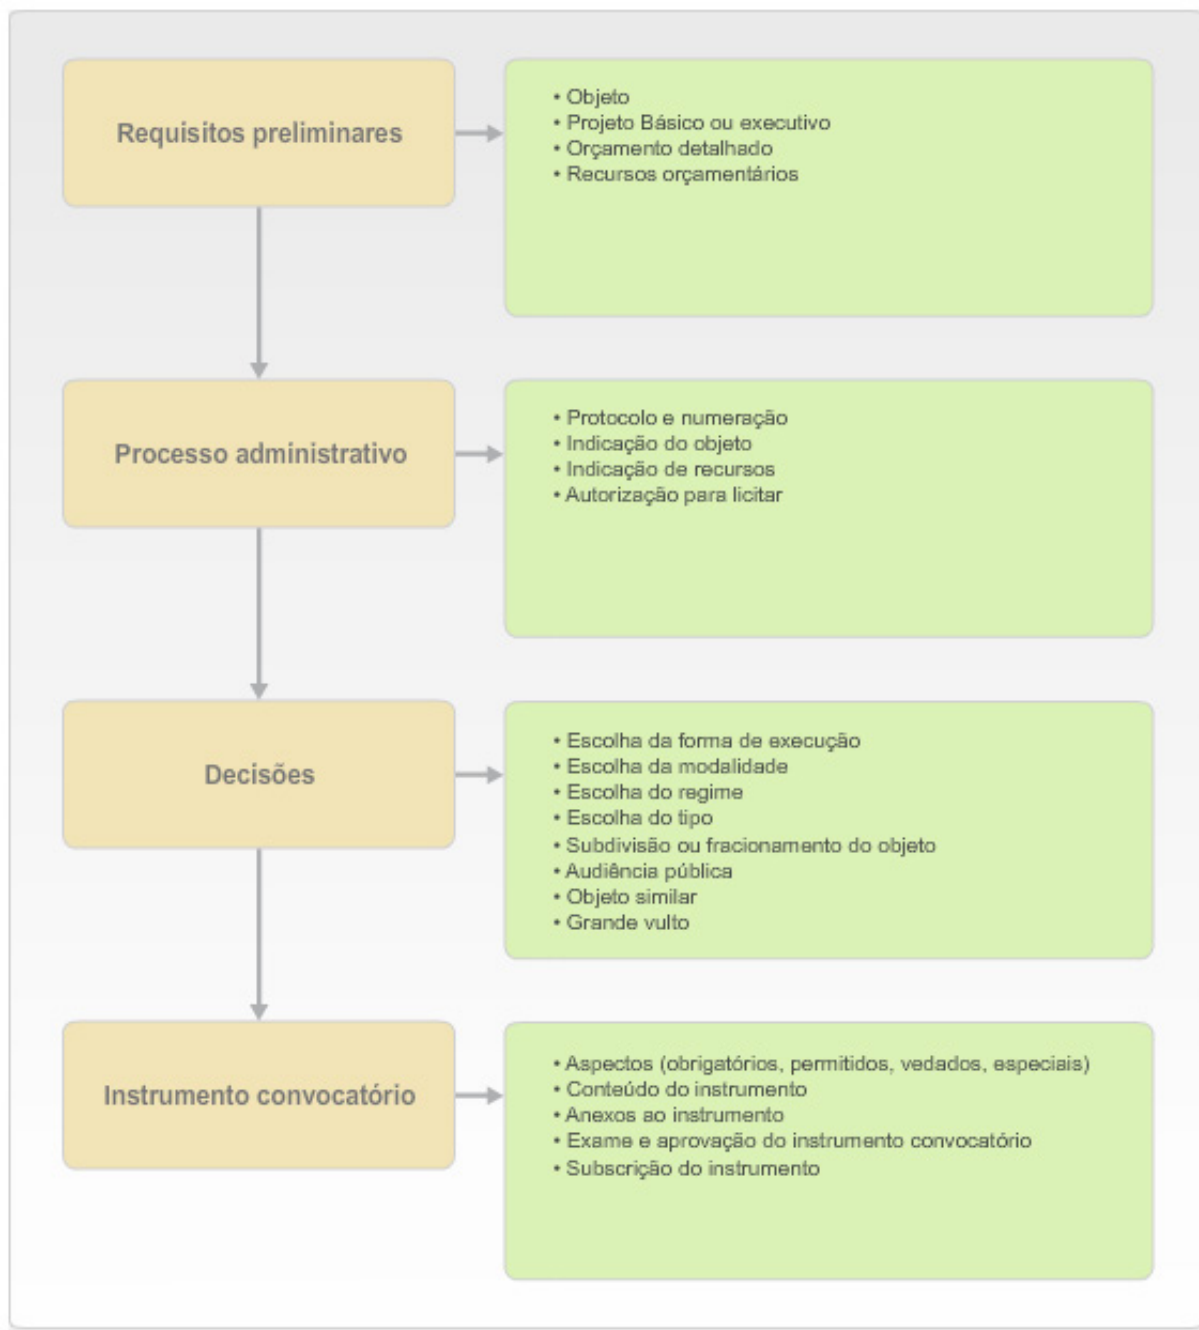 Requisitos preliminares
• Objeto
• Projeto Básico ou executivo
• Orçamento detalhado
• Recursos orçamentários
Processo administrativo
• Protocolo e numeração
• Indicação do objeto
• Indicação de recursos
• Autorização para licitar
Decisões
• Escolha da forma de execução
• Escolha da modalidade
• Escolha do regime
• Escolha do tipo
• Subdivisão ou fracionamento do objeto
• Audiência pública
• Objeto similar
• Grande vulto
Instrumento convocatório
• Aspectos (obrigatórios, permitidos, vedados, especiais)
• Conteúdo do instrumento
• Anexos ao instrumento
• Exame e aprovação do instrumento convocatório
• Subscrição do instrumento